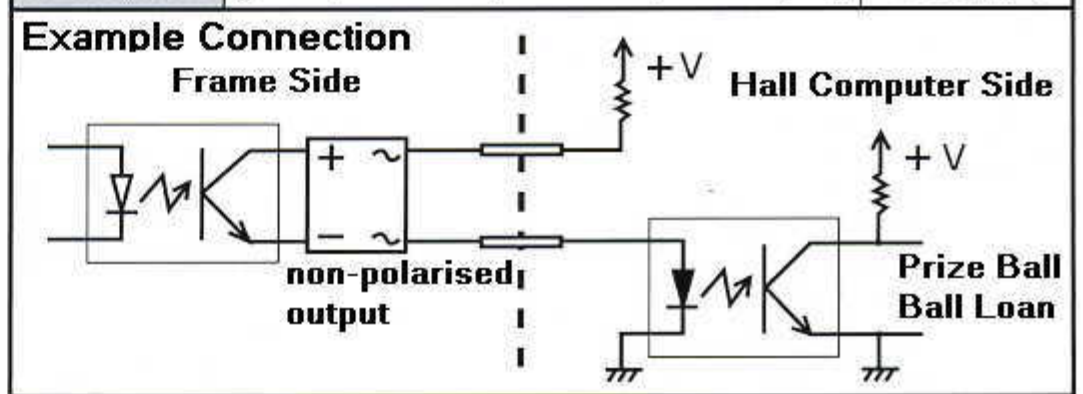 Example Connection
Frame Side
+V
Hall Computer Side
+ ~
+ V
− ~
non-polarised
output
Prize Ball
Ball Loan